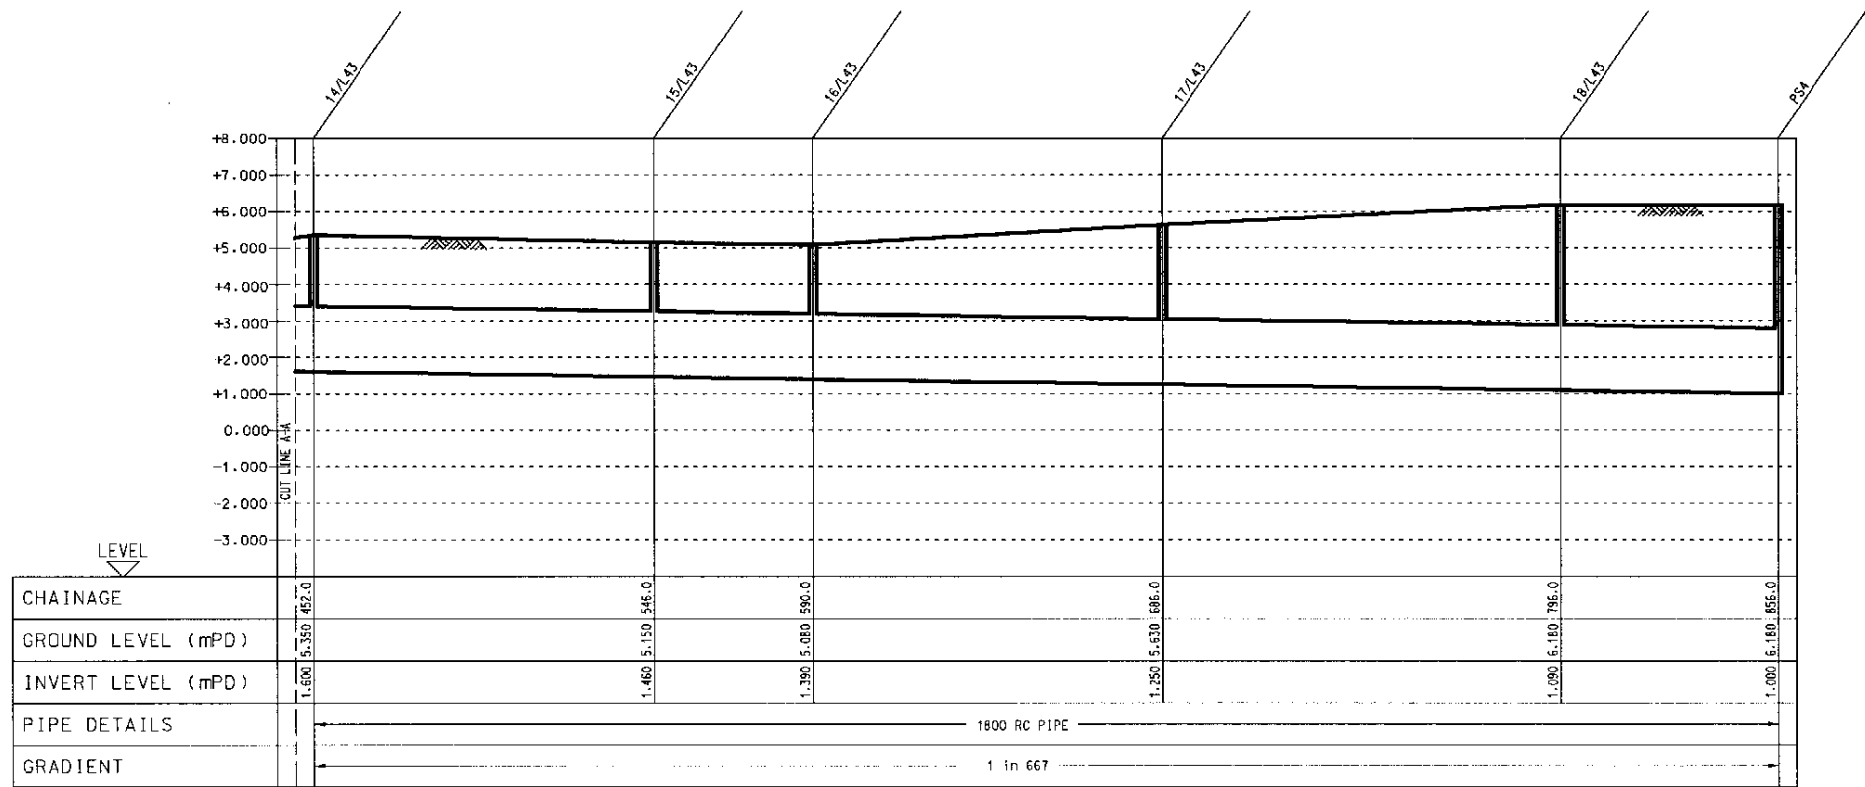 14/L43
15/L43
16/L43
17/L43
18/L43
PS4
+8.000
+7.000
+6.000
+5.000
+4.000
+3.000
+2.000
+1.000
0.000
-1.000
-2.000
-3.000
CUT LINE A-A
LEVEL
CHAINAGE 452.0 546.0 590.0 686.0 796.0 856.0
GROUND LEVEL (mPD) 5.350 5.150 5.080 5.630 6.180 6.180
INVERT LEVEL (mPD) 1.600 1.460 1.390 1.250 1.090 1.000
PIPE DETAILS 1800 RC PIPE
GRADIENT 1 in 667